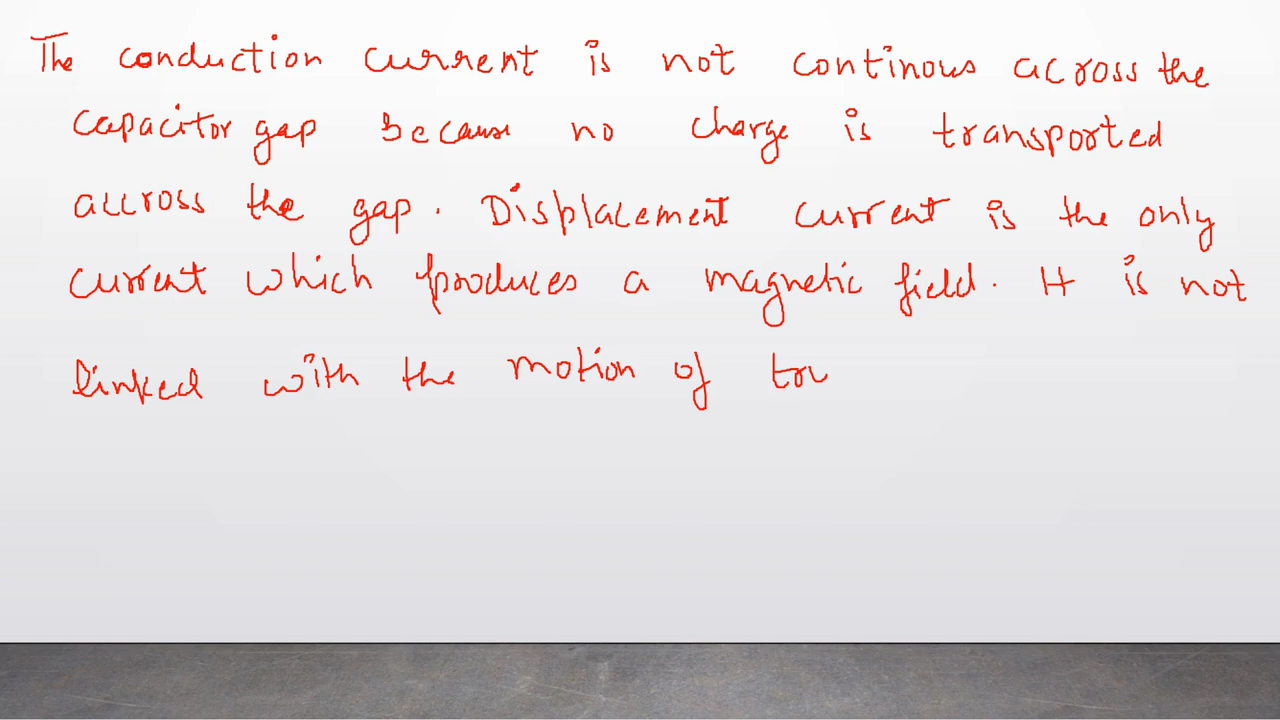 The conduction current is not continous across the
capacitor gap because no charge is transported
accross the gap. Displacement current is the only
current which produces a magnetic field. It is not
linked with the motion of